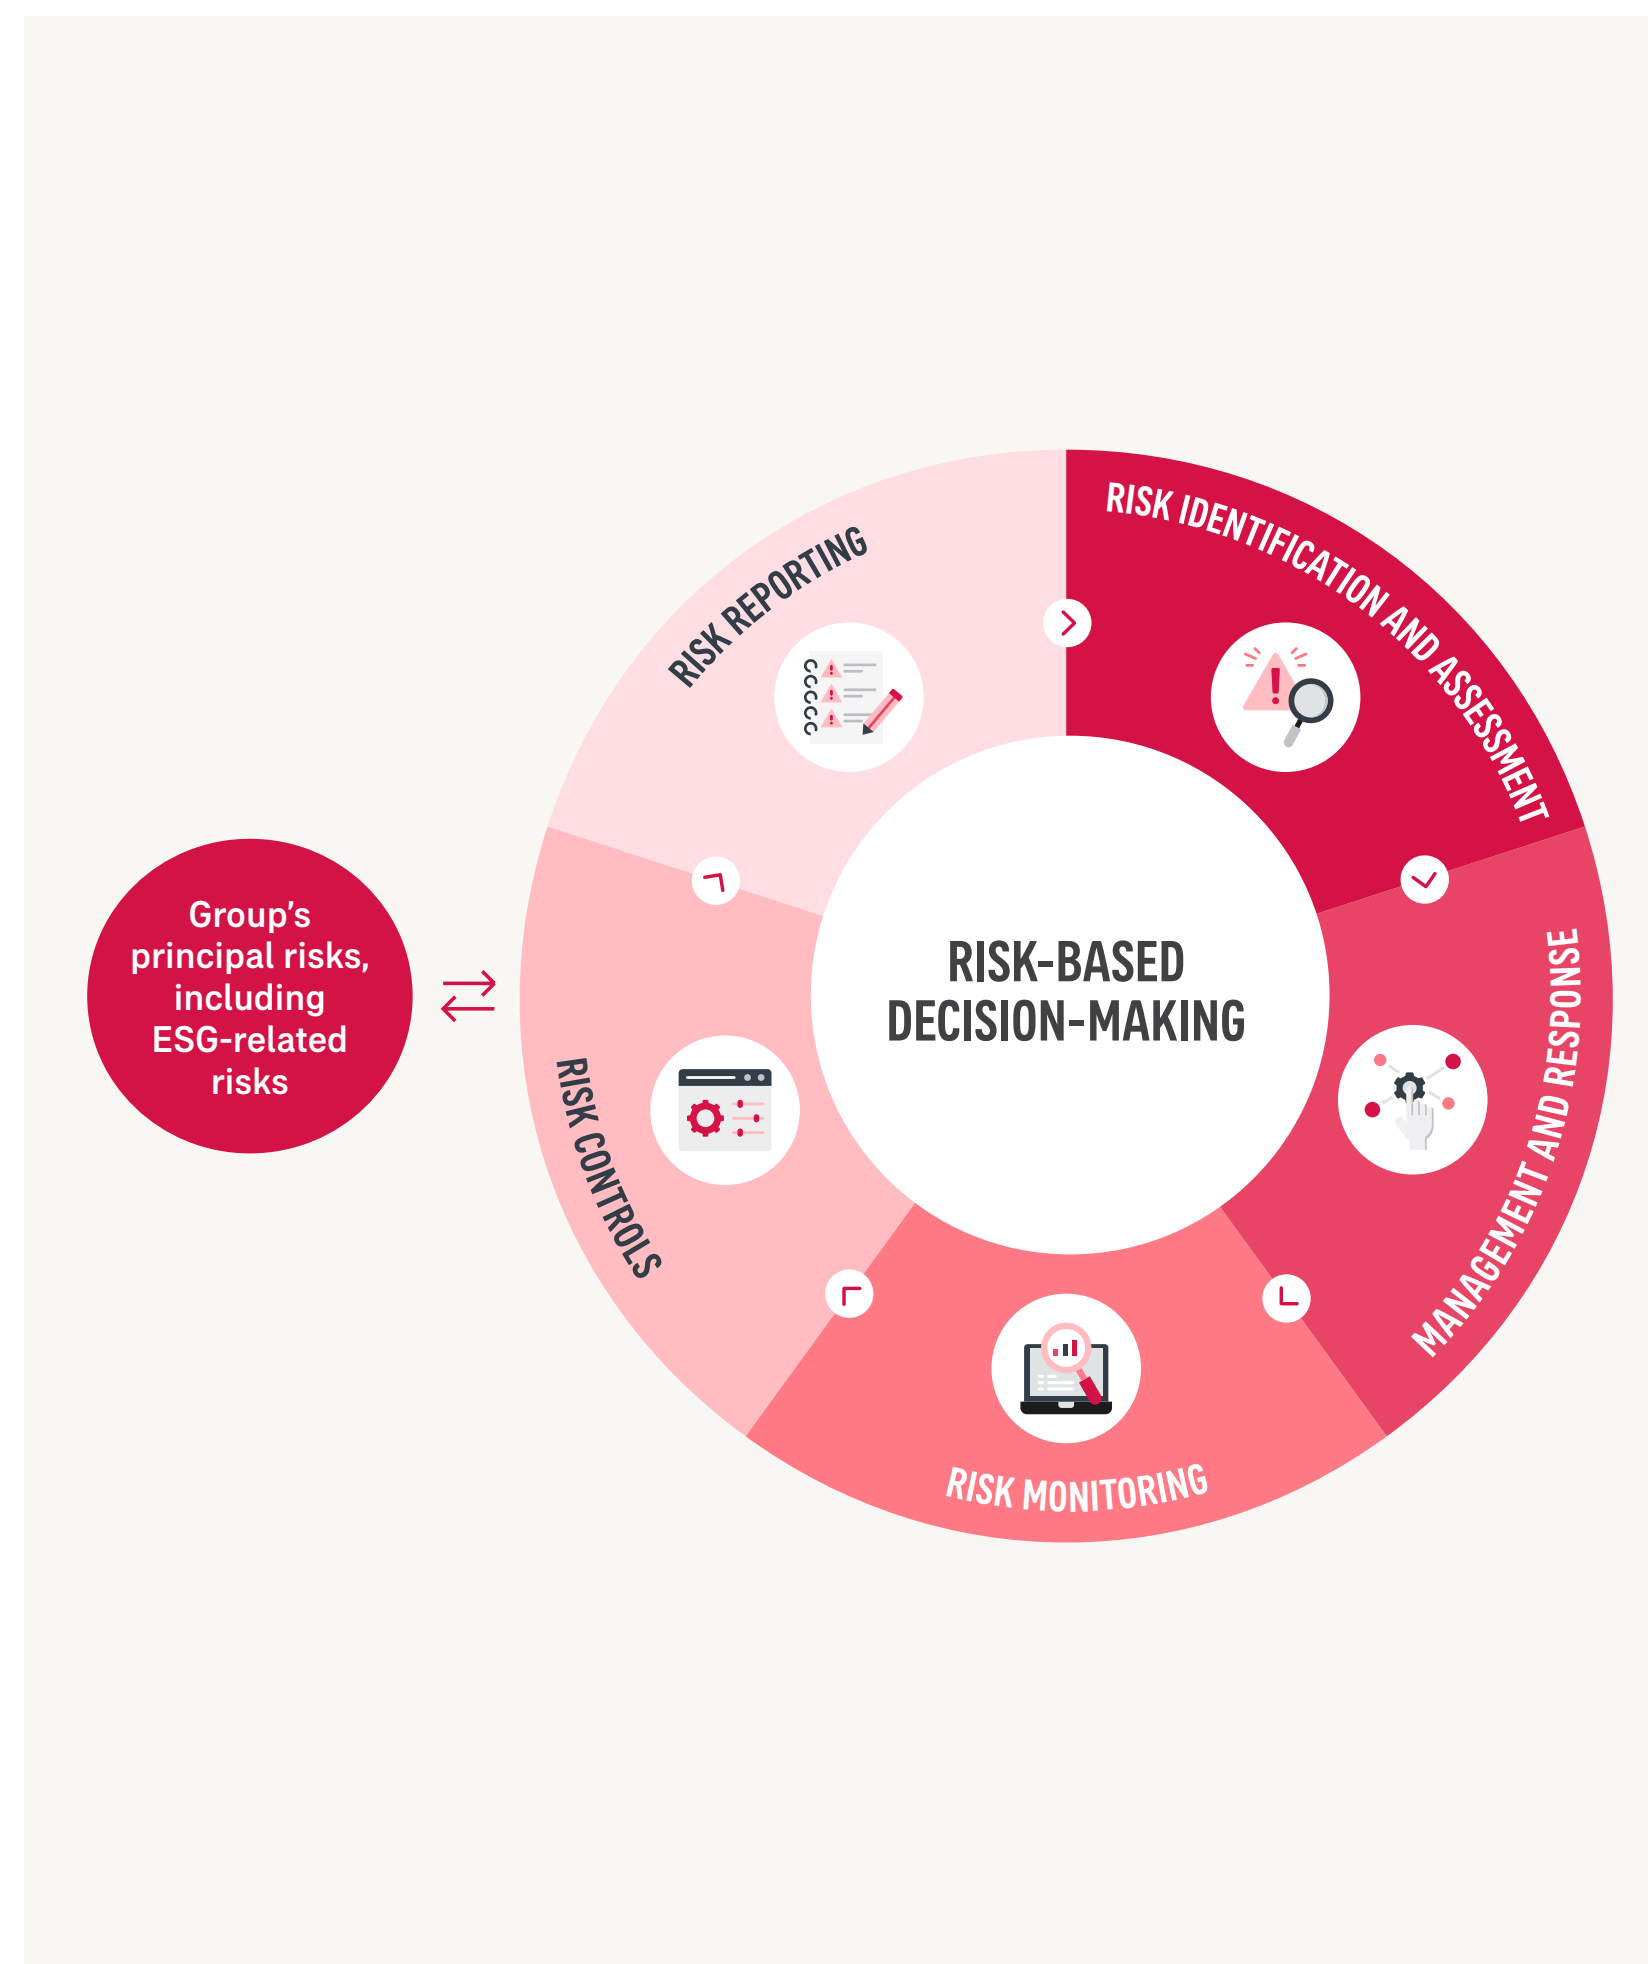 RISK IDENTIFICATION AND ASSESSMENT
MANAGEMENT AND RESPONSE
RISK MONITORING
RISK CONTROLS
RISK REPORTING
RISK-BASED
DECISION-MAKING
Group’s
principal risks,
including
ESG-related
risks